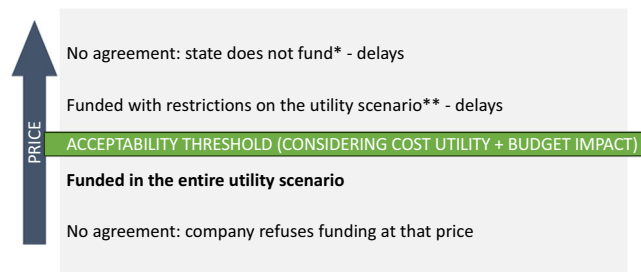 No agreement: state does not fund* - delays
Funded with restrictions on the utility scenario** - delays
PRICE
ACCEPTABILITY THRESHOLD (CONSIDERING COST UTILITY + BUDGET IMPACT)
Funded in the entire utility scenario
No agreement: company refuses funding at that price